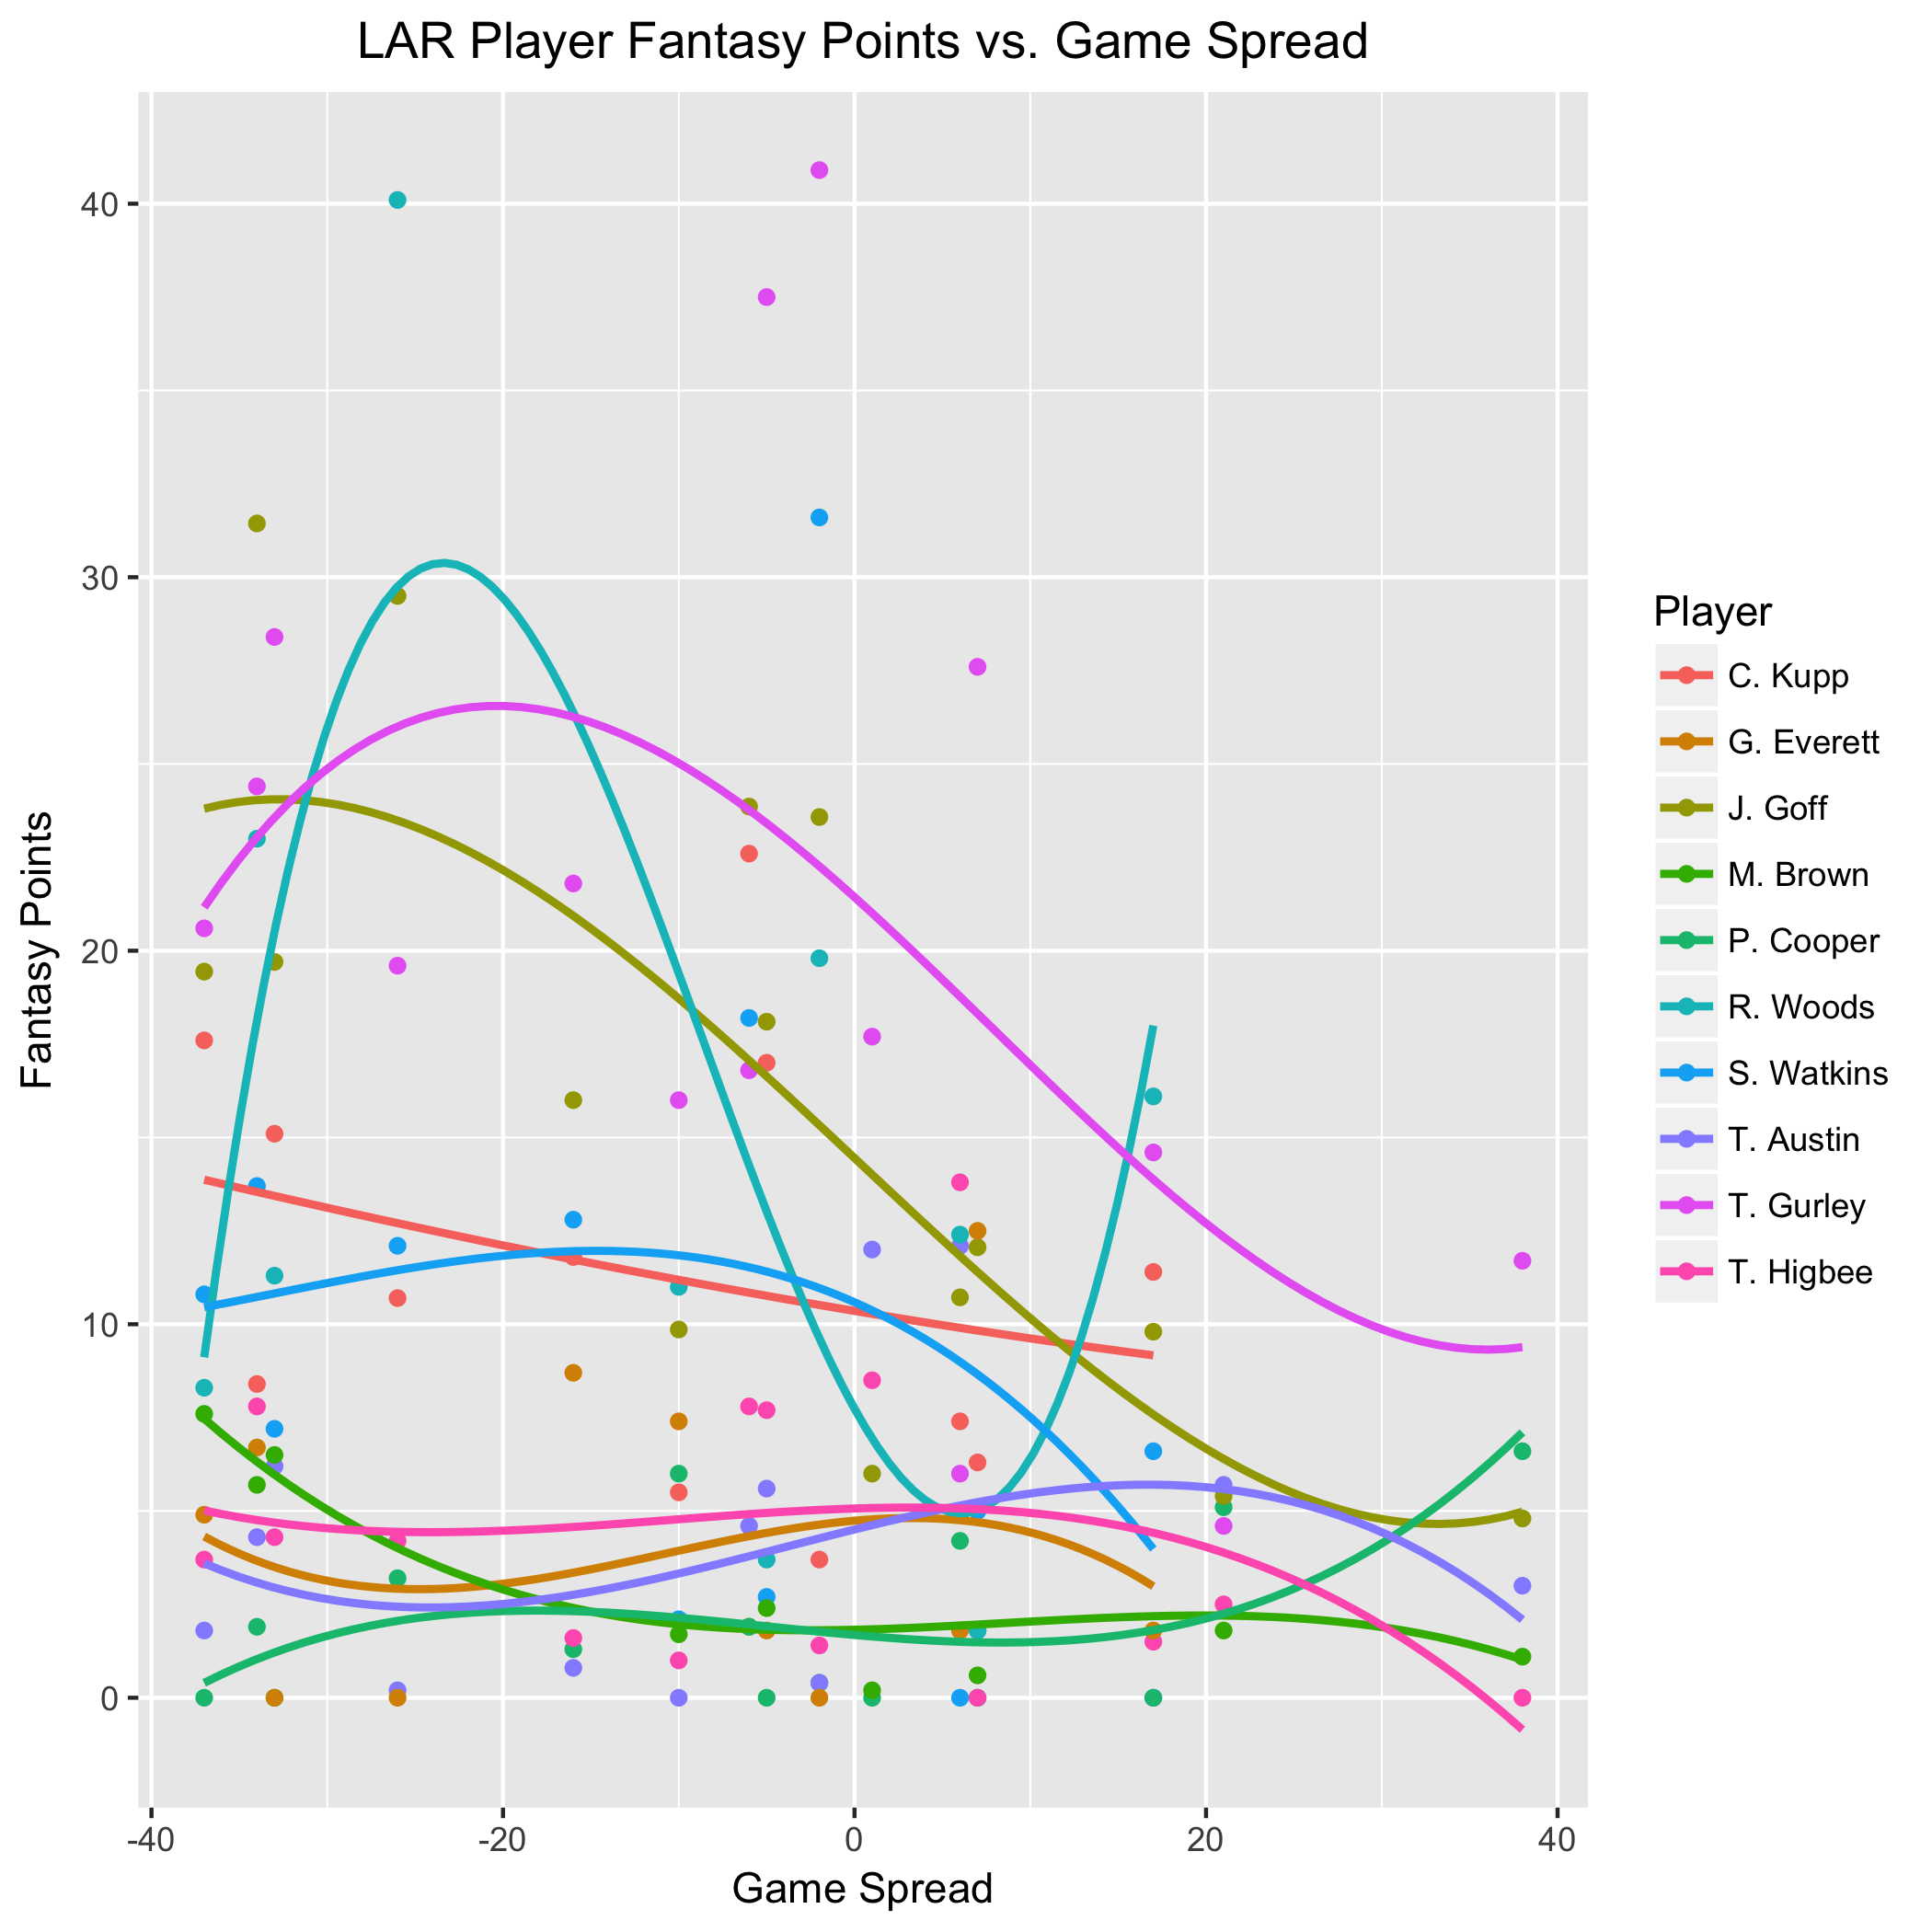 LAR Player Fantasy Points vs. Game Spread
Fantasy Points
40
30
20
10
0
-40
-20
0
20
40
Game Spread
Player
C. Kupp
G. Everett
J. Goff
M. Brown
P. Cooper
R. Woods
S. Watkins
T. Austin
T. Gurley
T. Higbee